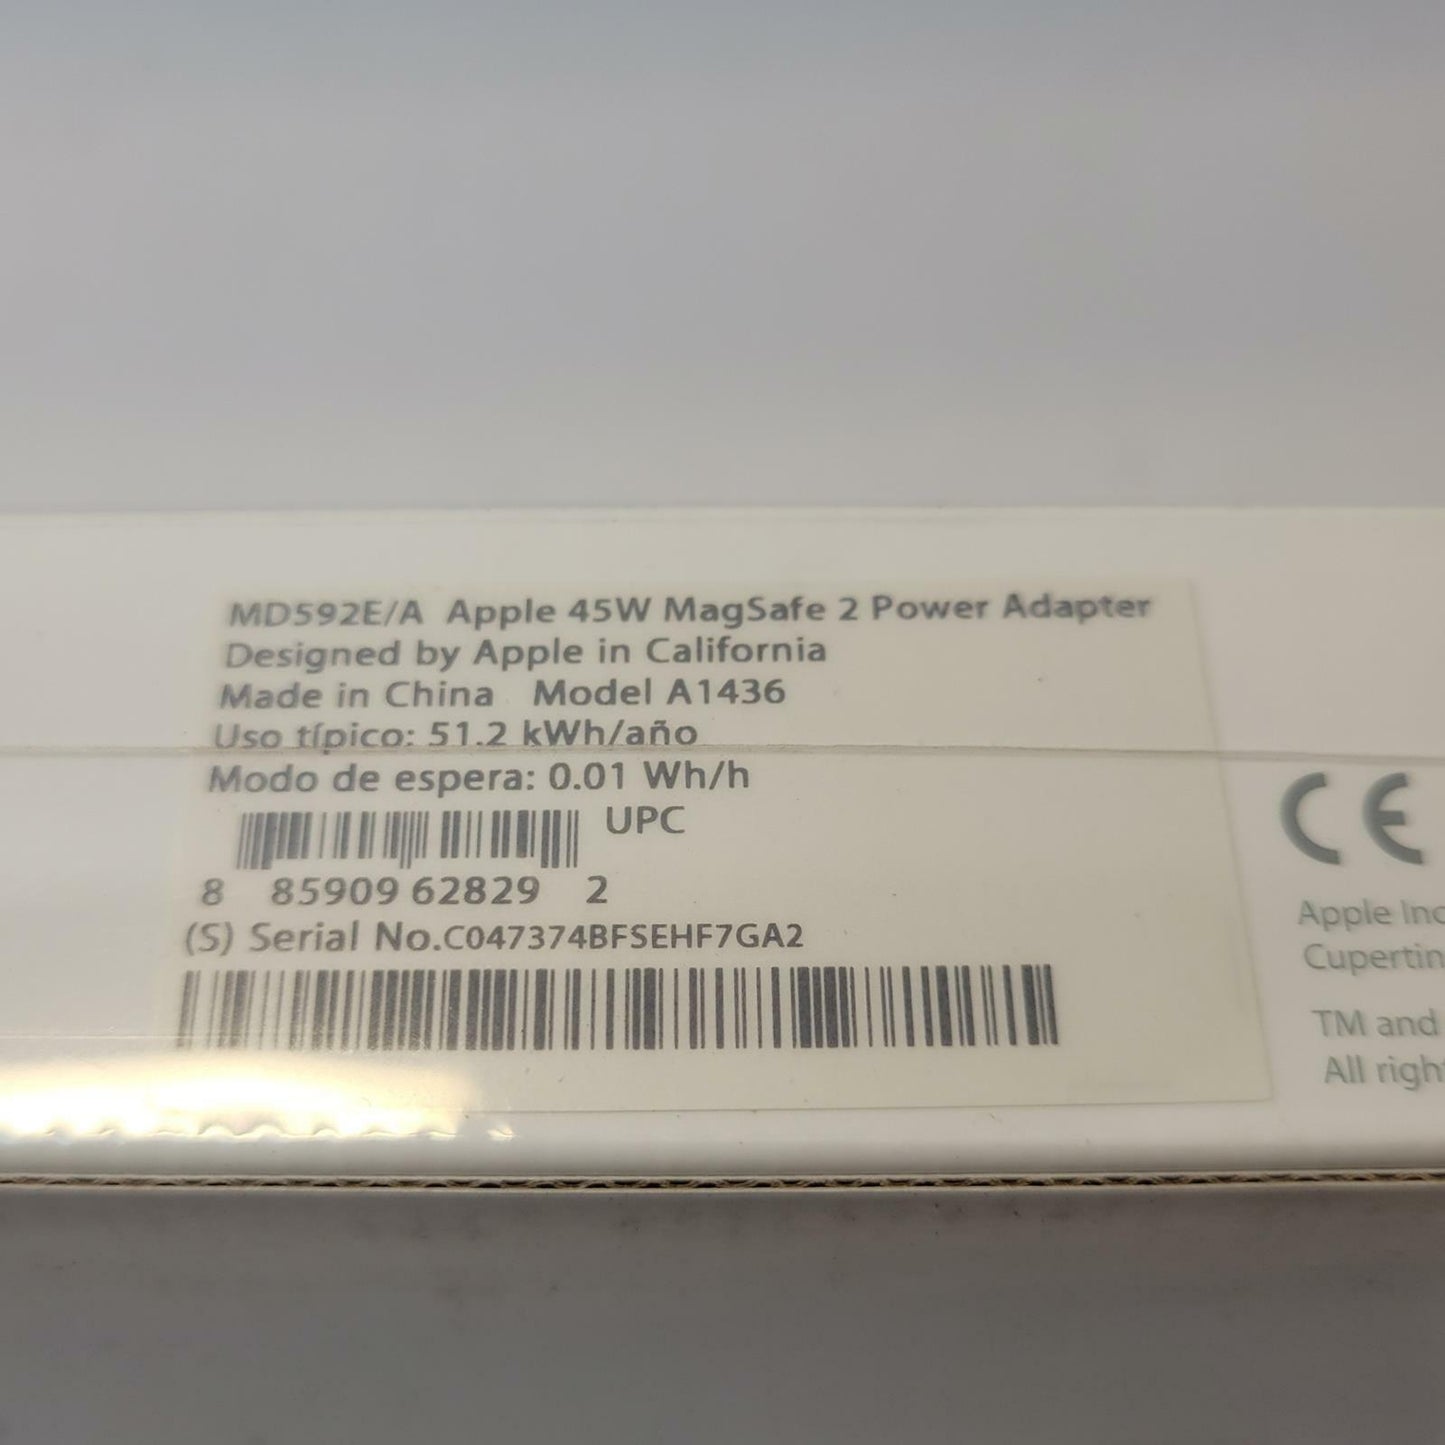 MD592E/A Apple 45W MagSafe 2 Power Adapter
Designed by Apple in California
Made in China Model A1436
Uso típico: 51.2 kWh/año
Modo de espera: 0.01 Wh/h
UPC
8 85909 62829 2
(S) Serial No.C047374BFSEHF7GA2
CE
Apple Inc
Cupertin
TM and
All righ